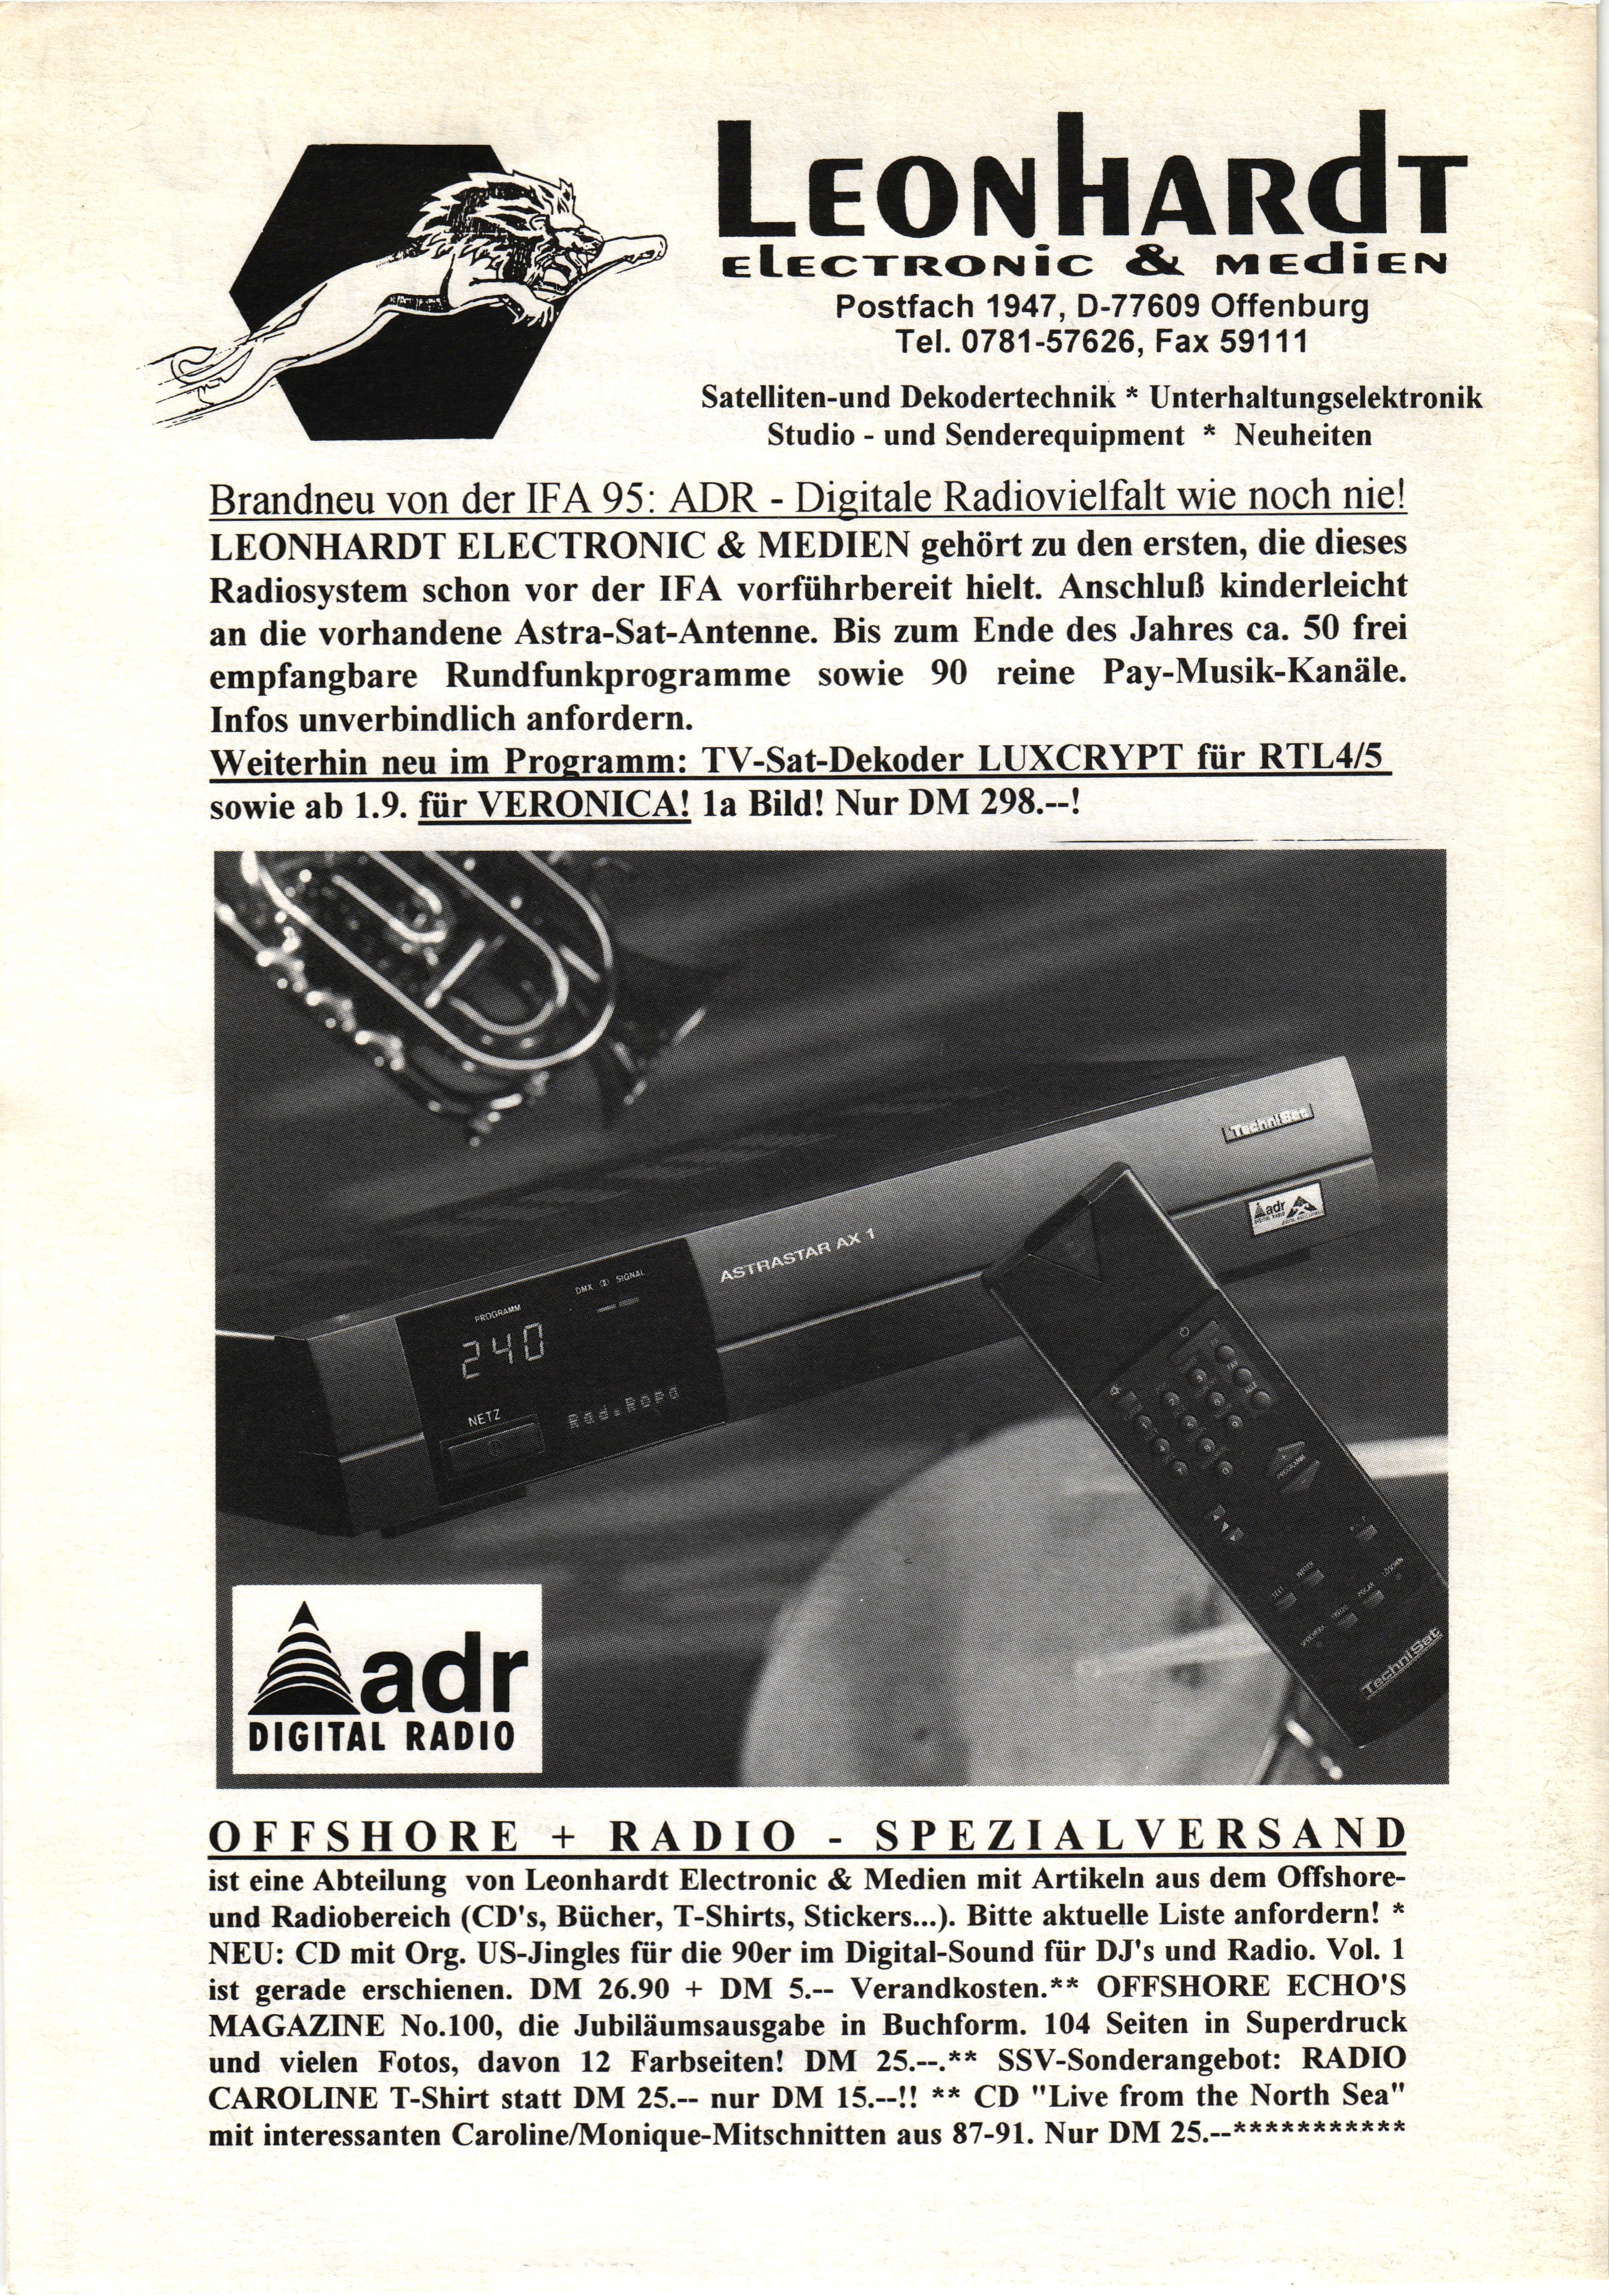 LEONHARDT
ELECTRONIC & MEDIEN
Postfach 1947, D-77609 Offenburg
Tel. 0781-57626, Fax 59111
Satelliten-und Dekodertechnik * Unterhaltungselektronik
Studio - und Senderequipment * Neuheiten
Brandneu von der IFA 95: ADR - Digitale Radiovielfalt wie noch nie!
LEONHARDT ELECTRONIC & MEDIEN gehört zu den ersten, die dieses
Radiosystem schon vor der IFA vorführbereit hielt. Anschluß kinderleicht
an die vorhandene Astra-Sat-Antenne. Bis zum Ende des Jahres ca. 50 frei
empfangbare Rundfunkprogramme sowie 90 reine Pay-Musik-Kanäle.
Infos unverbindlich anfordern.
Weiterhin neu im Programm: TV-Sat-Dekoder LUXCRYPT für RTL4/5
sowie ab 1.9. für VERONICA! 1a Bild! Nur DM 298.--!
TechniSat
adr
DIGITAL RADIO
ASTRASTAR AX 1
DMX SIGNAL
PROGRAMM
240
NETZ
Rad.Ropa
PROGRAMM
TEXT
WEITER
TechniSat
adr
DIGITAL RADIO
OFFSHORE + RADIO - SPEZIALVERSAND
ist eine Abteilung von Leonhardt Electronic & Medien mit Artikeln aus dem Offshore-
und Radiobereich (CD's, Bücher, T-Shirts, Stickers...). Bitte aktuelle Liste anfordern! *
NEU: CD mit Org. US-Jingles für die 90er im Digital-Sound für DJ's und Radio. Vol. 1
ist gerade erschienen. DM 26.90 + DM 5.-- Verandkosten.** OFFSHORE ECHO'S
MAGAZINE No.100, die Jubiläumsausgabe in Buchform. 104 Seiten in Superdruck
und vielen Fotos, davon 12 Farbseiten! DM 25.--.** SSV-Sonderangebot: RADIO
CAROLINE T-Shirt statt DM 25.-- nur DM 15.--!! ** CD "Live from the North Sea"
mit interessanten Caroline/Monique-Mitschnitten aus 87-91. Nur DM 25.--***********